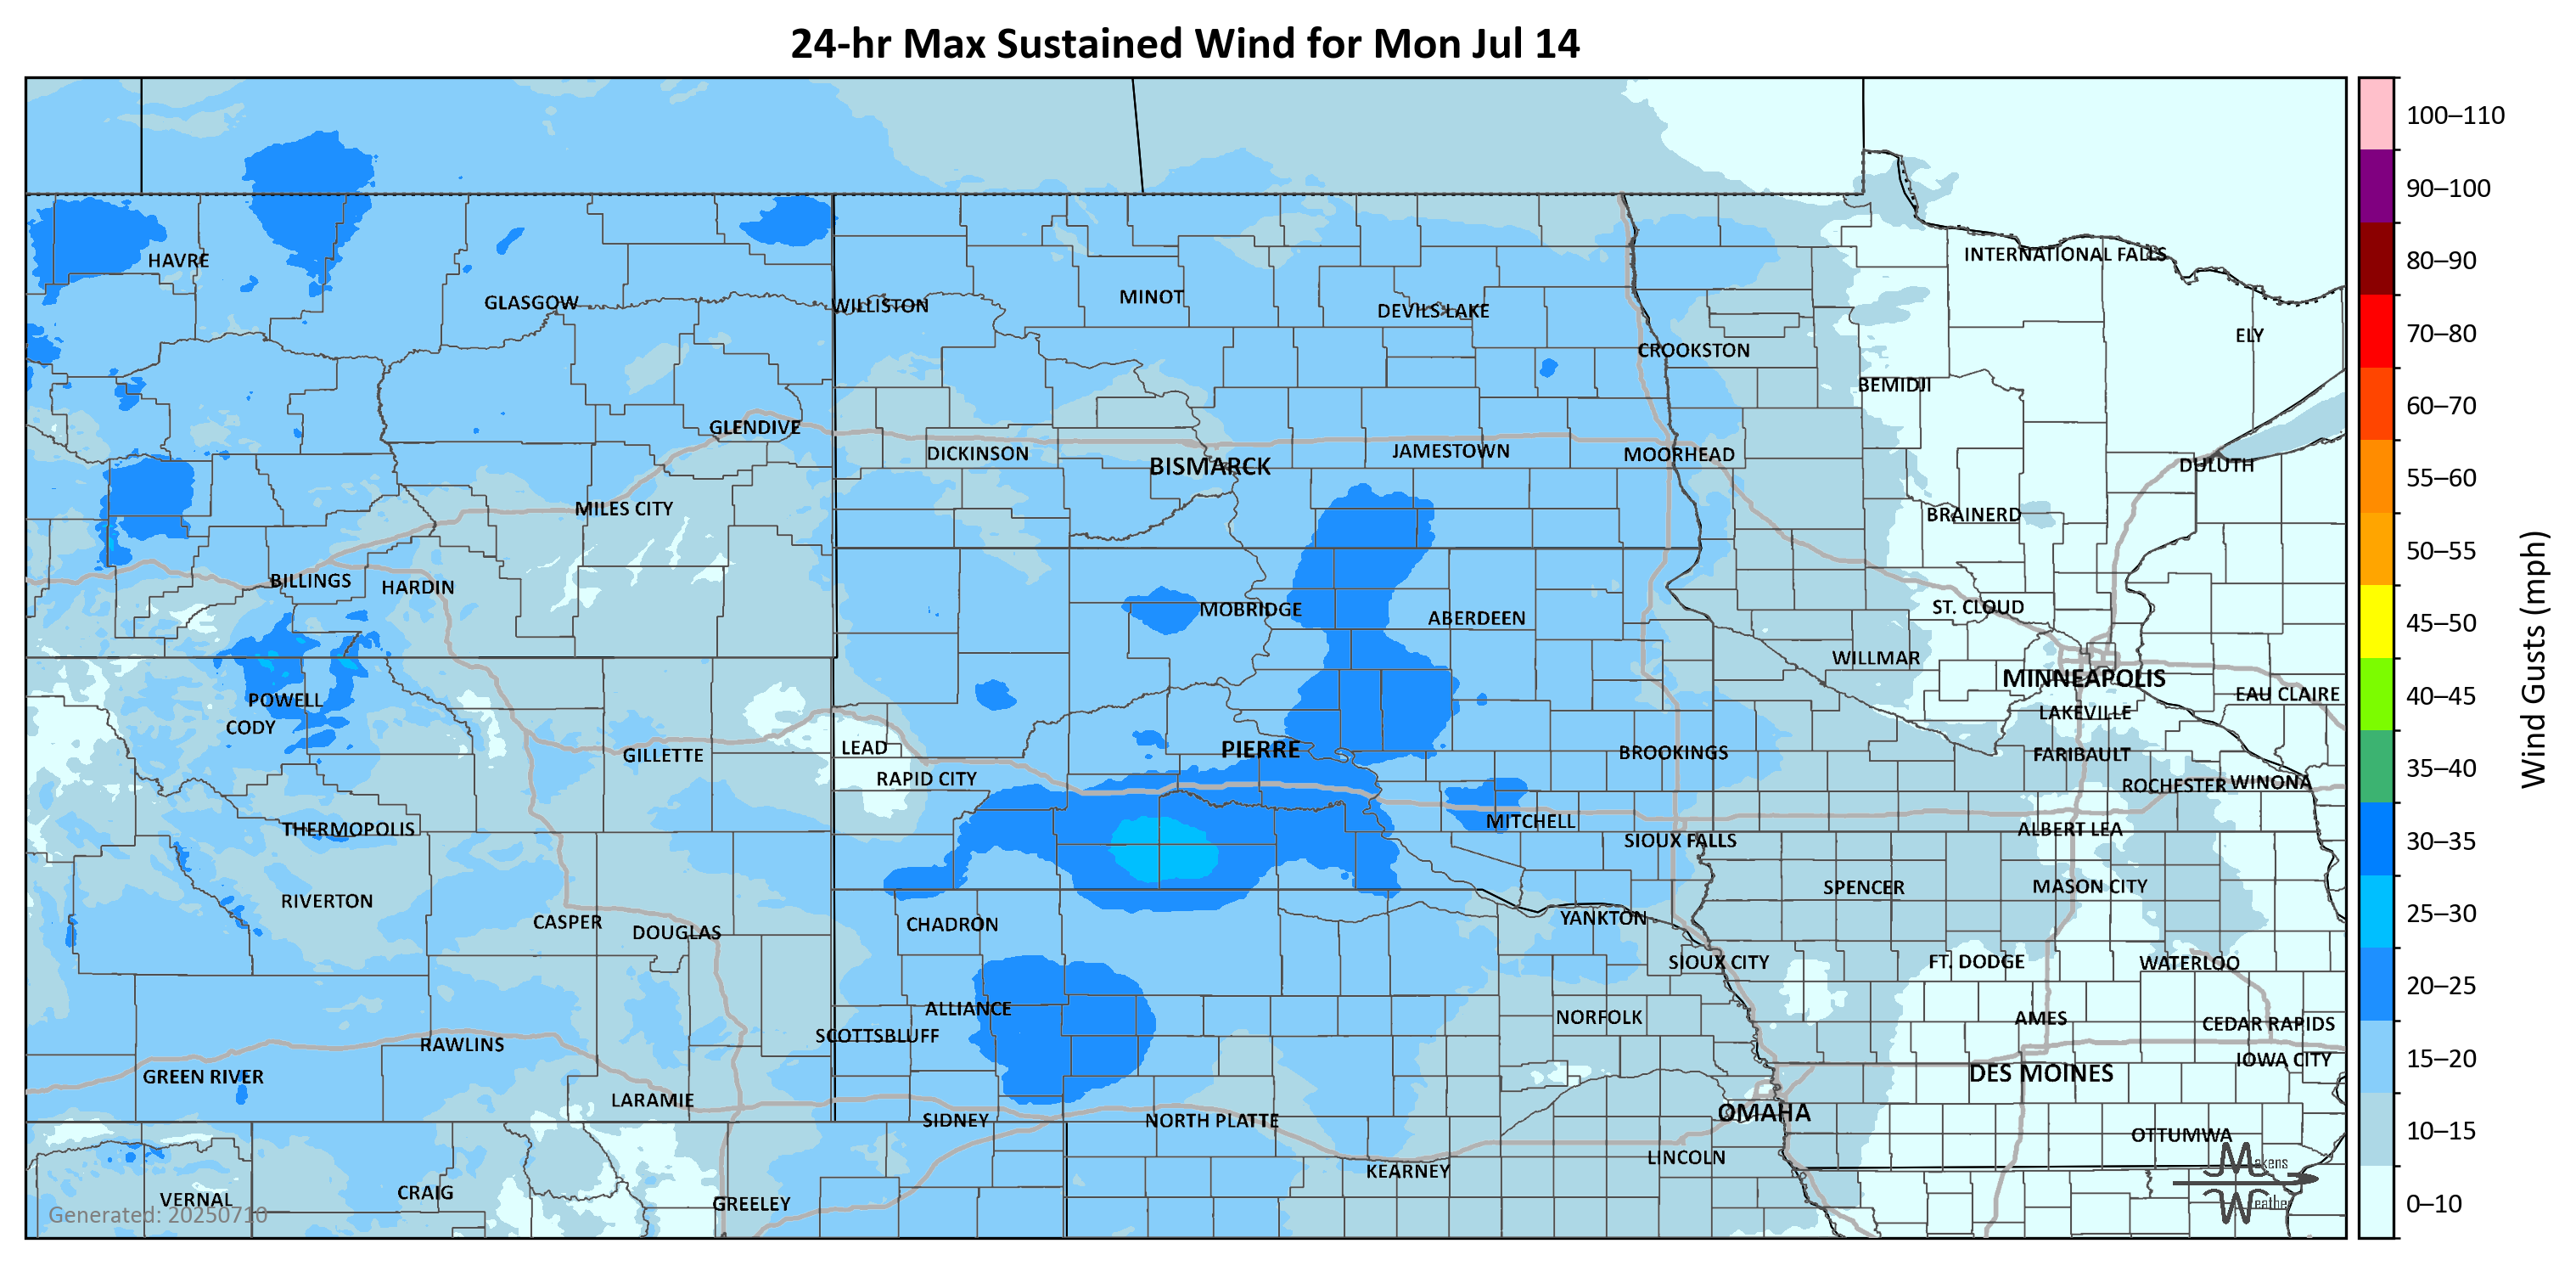 24-hr Max Sustained Wind for Mon Jul 14
100–110
90–100
80–90
70–80
60–70
55–60
50–55
45–50
40–45
35–40
30–35
25–30
20–25
15–20
10–15
0–10
Wind Gusts (mph)
INTERNATIONAL FALLS
HAVRE
GLASGOW
WILLISTON
MINOT
DEVILS LAKE
ELY
CROOKSTON
BEMIDJI
GLENDIVE
DICKINSON
BISMARCK
JAMESTOWN
MOORHEAD
DULUTH
MILES CITY
BRAINERD
BILLINGS
HARDIN
MOBRIDGE
ABERDEEN
ST. CLOUD
WILLMAR
MINNEAPOLIS
EAU CLAIRE
POWELL
CODY
LAKEVILLE
GILLETTE
LEAD
PIERRE
BROOKINGS
FARIBAULT
RAPID CITY
ROCHESTER
WINONA
THERMOPOLIS
MITCHELL
SIOUX FALLS
ALBERT LEA
RIVERTON
SPENCER
MASON CITY
CASPER
DOUGLAS
CHADRON
YANKTON
SIOUX CITY
FT. DODGE
WATERLOO
ALLIANCE
SCOTTSBLUFF
NORFOLK
AMES
CEDAR RAPIDS
RAWLINS
IOWA CITY
GREEN RIVER
DES MOINES
LARAMIE
SIDNEY
NORTH PLATTE
OMAHA
OTTUMWA
LINCOLN
KEARNEY
VERNAL
CRAIG
GREELEY
Generated: 20250710
Makens
Weather